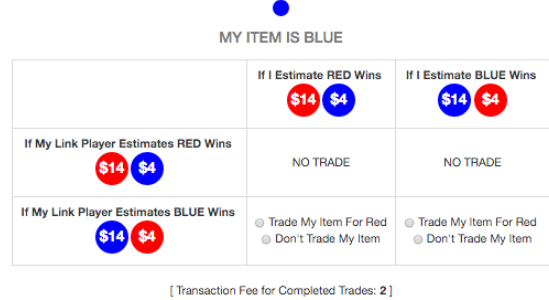 MY ITEM IS BLUE
If I Estimate RED Wins
$14 $4
If I Estimate BLUE Wins
$14 $4
If My Link Player Estimates RED Wins
$14 $4
NO TRADE
NO TRADE
If My Link Player Estimates BLUE Wins
$14 $4
Trade My Item For Red
Don't Trade My Item
Trade My Item For Red
Don't Trade My Item
[ Transaction Fee for Completed Trades: 2 ]